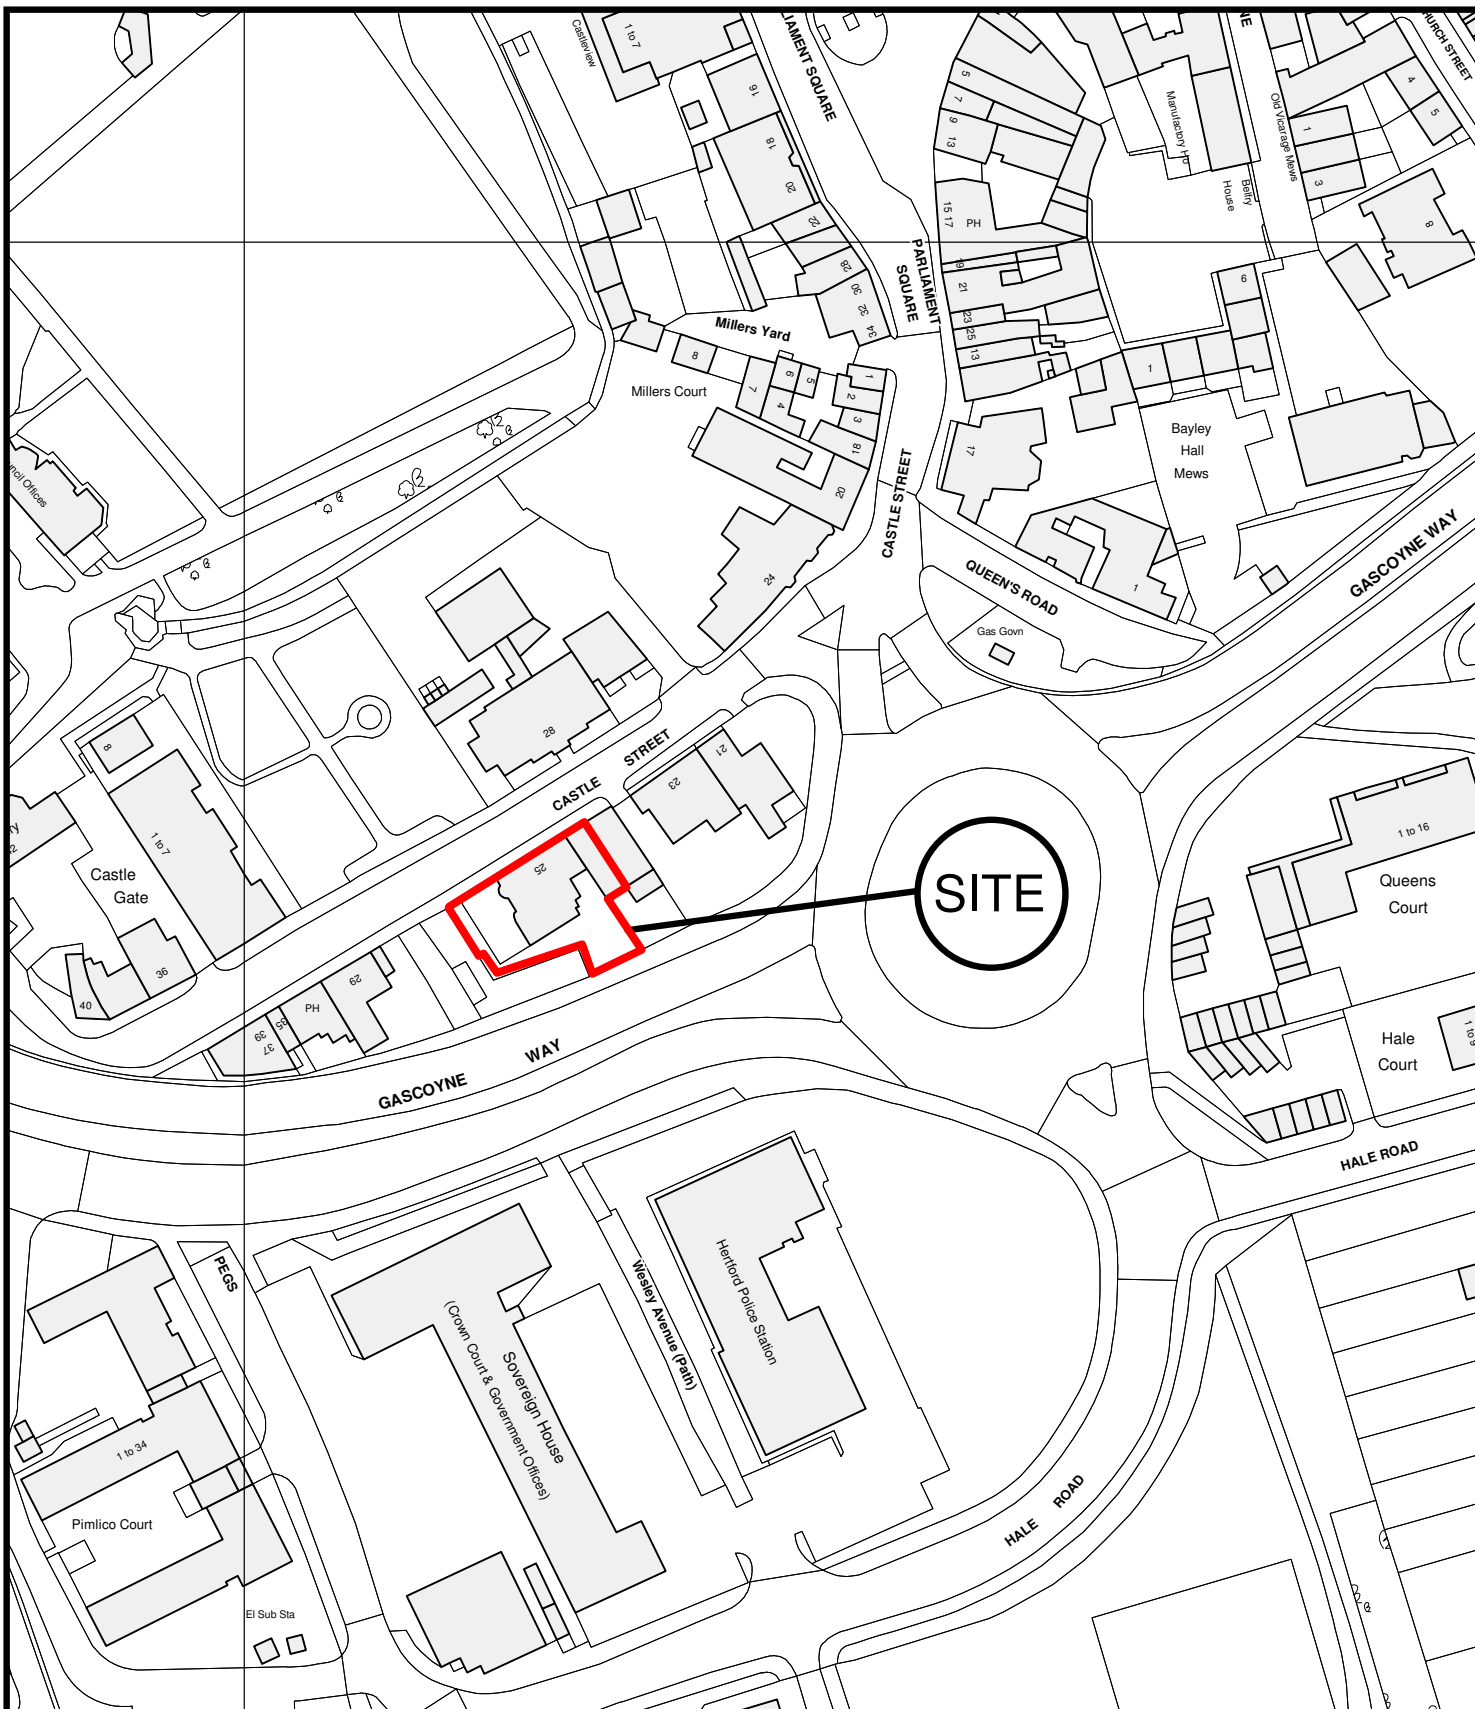 Castleview
1 to 7
LIAMENT SQUARE
16
18
20
22
28
30
32
34
5
7
9
13
15 17
PH
19
21
23
25
13
PARLIAMENT
SQUARE
Manufactory Ho
Belfry
House
NE
Old Vicarage Mews
HURCH STREET
4
5
1
3
8
6
1
Millers Yard
8
Millers Court
7
6
5
4
1
2
3
18
20
24
CASTLE STREET
17
Bayley
Hall
Mews
QUEEN'S ROAD
1
Gas Govn
GASCOYNE WAY
ncil Offices
28
CASTLE
STREET
21
23
25
SITE
8
1 to 7
Castle
Gate
36
40
29
PH
35
37
39
GASCOYNE
WAY
1 to 16
Queens
Court
Hale
Court
1 to 9
HALE ROAD
PEGS
Wesley Avenue (Path)
Hertford Police Station
Sovereign House
(Crown Court & Government Offices)
1 to 34
Pimlico Court
El Sub Sta
HALE
ROAD